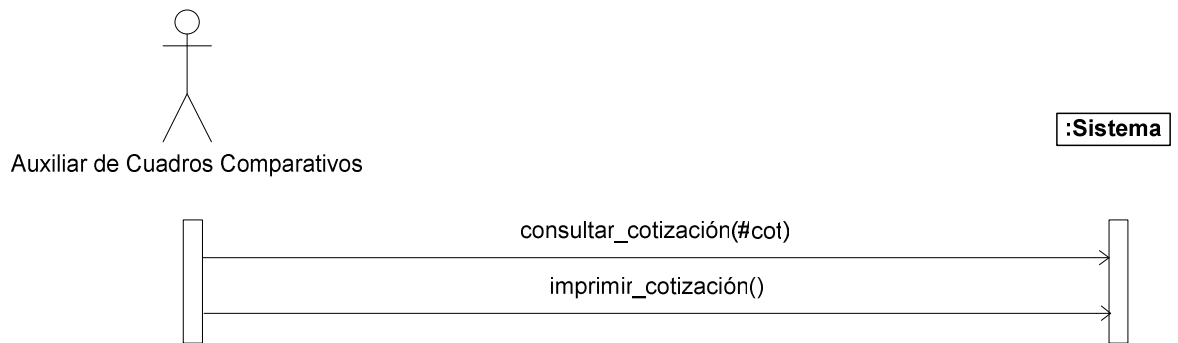 :Sistema
Auxiliar de Cuadros Comparativos
consultar_cotización(#cot)
imprimir_cotización()